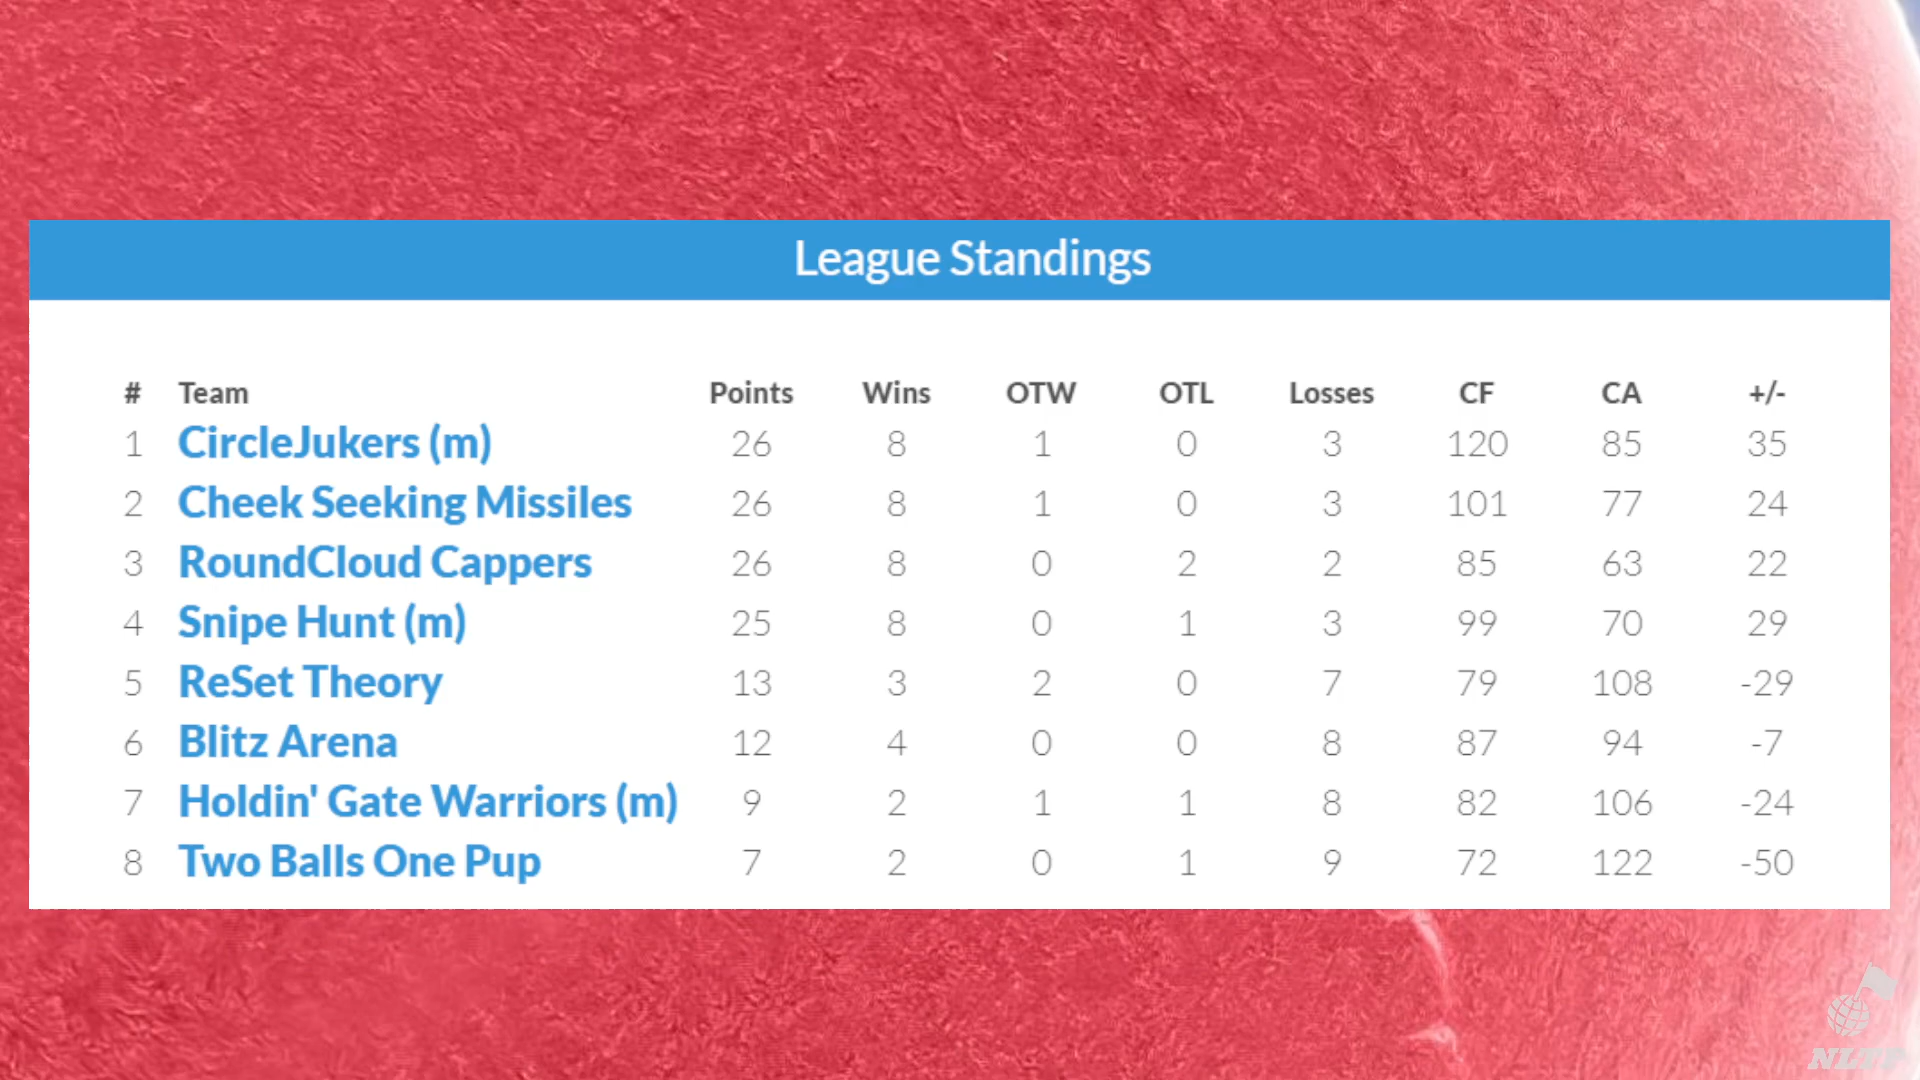 League Standings
# Team Points Wins OTW OTL Losses CF CA +/-
1 CircleJukers (m) 26 8 1 0 3 120 85 35
2 Cheek Seeking Missiles 26 8 1 0 3 101 77 24
3 RoundCloud Cappers 26 8 0 2 2 85 63 22
4 Snipe Hunt (m) 25 8 0 1 3 99 70 29
5 ReSet Theory 13 3 2 0 7 79 108 -29
6 Blitz Arena 12 4 0 0 8 87 94 -7
7 Holdin' Gate Warriors (m) 9 2 1 1 8 82 106 -24
8 Two Balls One Pup 7 2 0 1 9 72 122 -50
NLTP